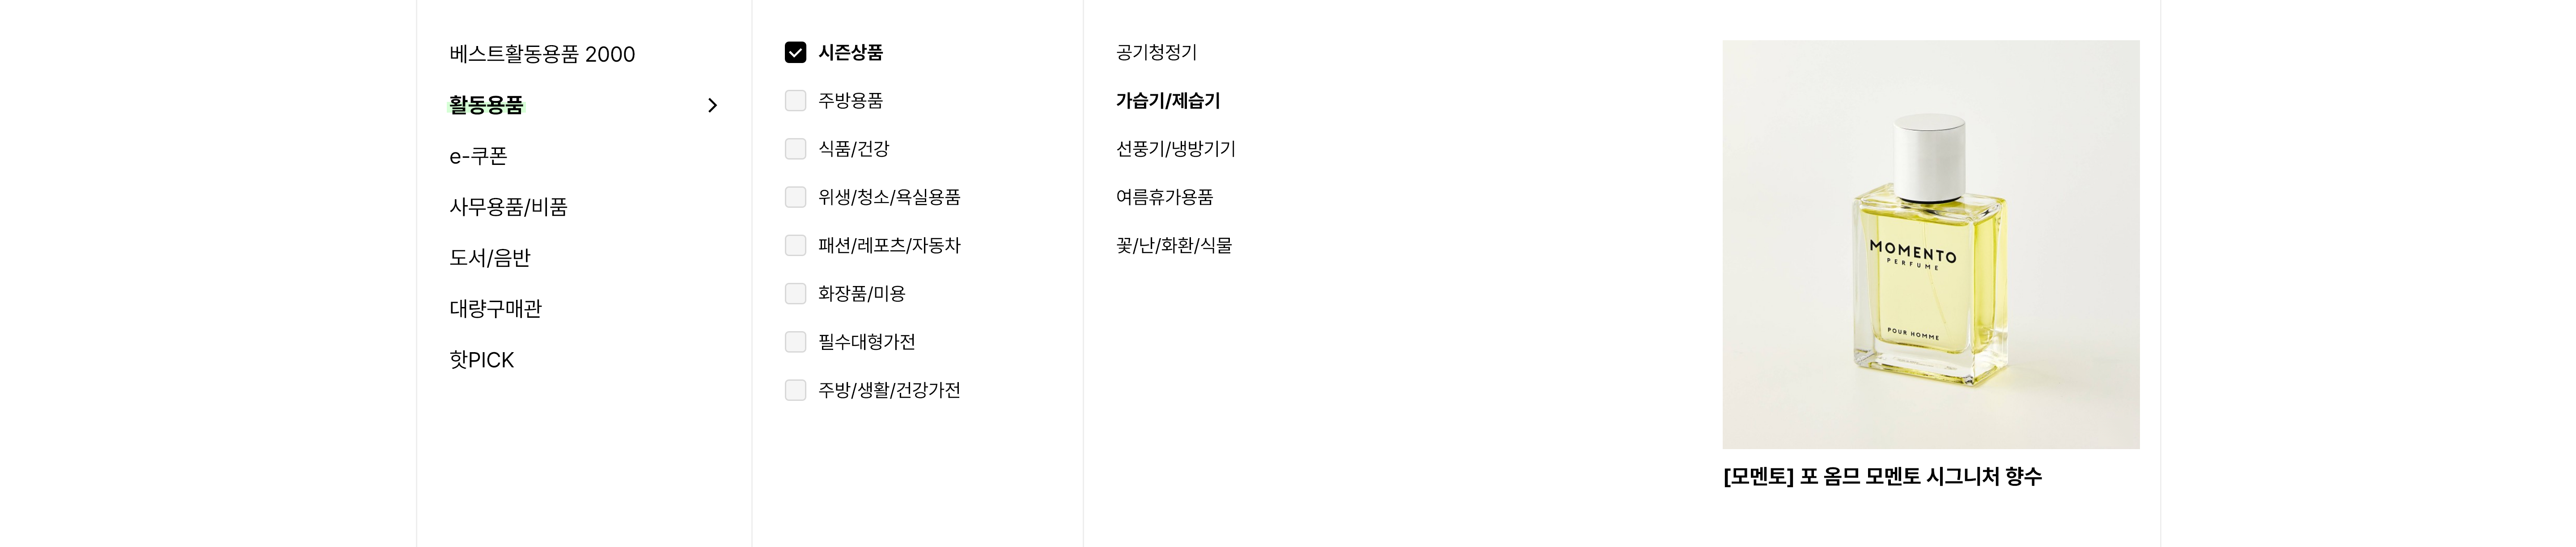 베스트활동용품 2000
활동용품
e-쿠폰
사무용품/비품
도서/음반
대량구매관
핫PICK
시즌상품
주방용품
식품/건강
위생/청소/욕실용품
패션/레포츠/자동차
화장품/미용
필수대형가전
주방/생활/건강가전
공기청정기
가습기/제습기
선풍기/냉방기기
여름휴가용품
꽃/난/화환/식물
MOMENTO
PERFUME
POUR HOMME
[모멘토] 포 옴므 모멘토 시그니처 향수